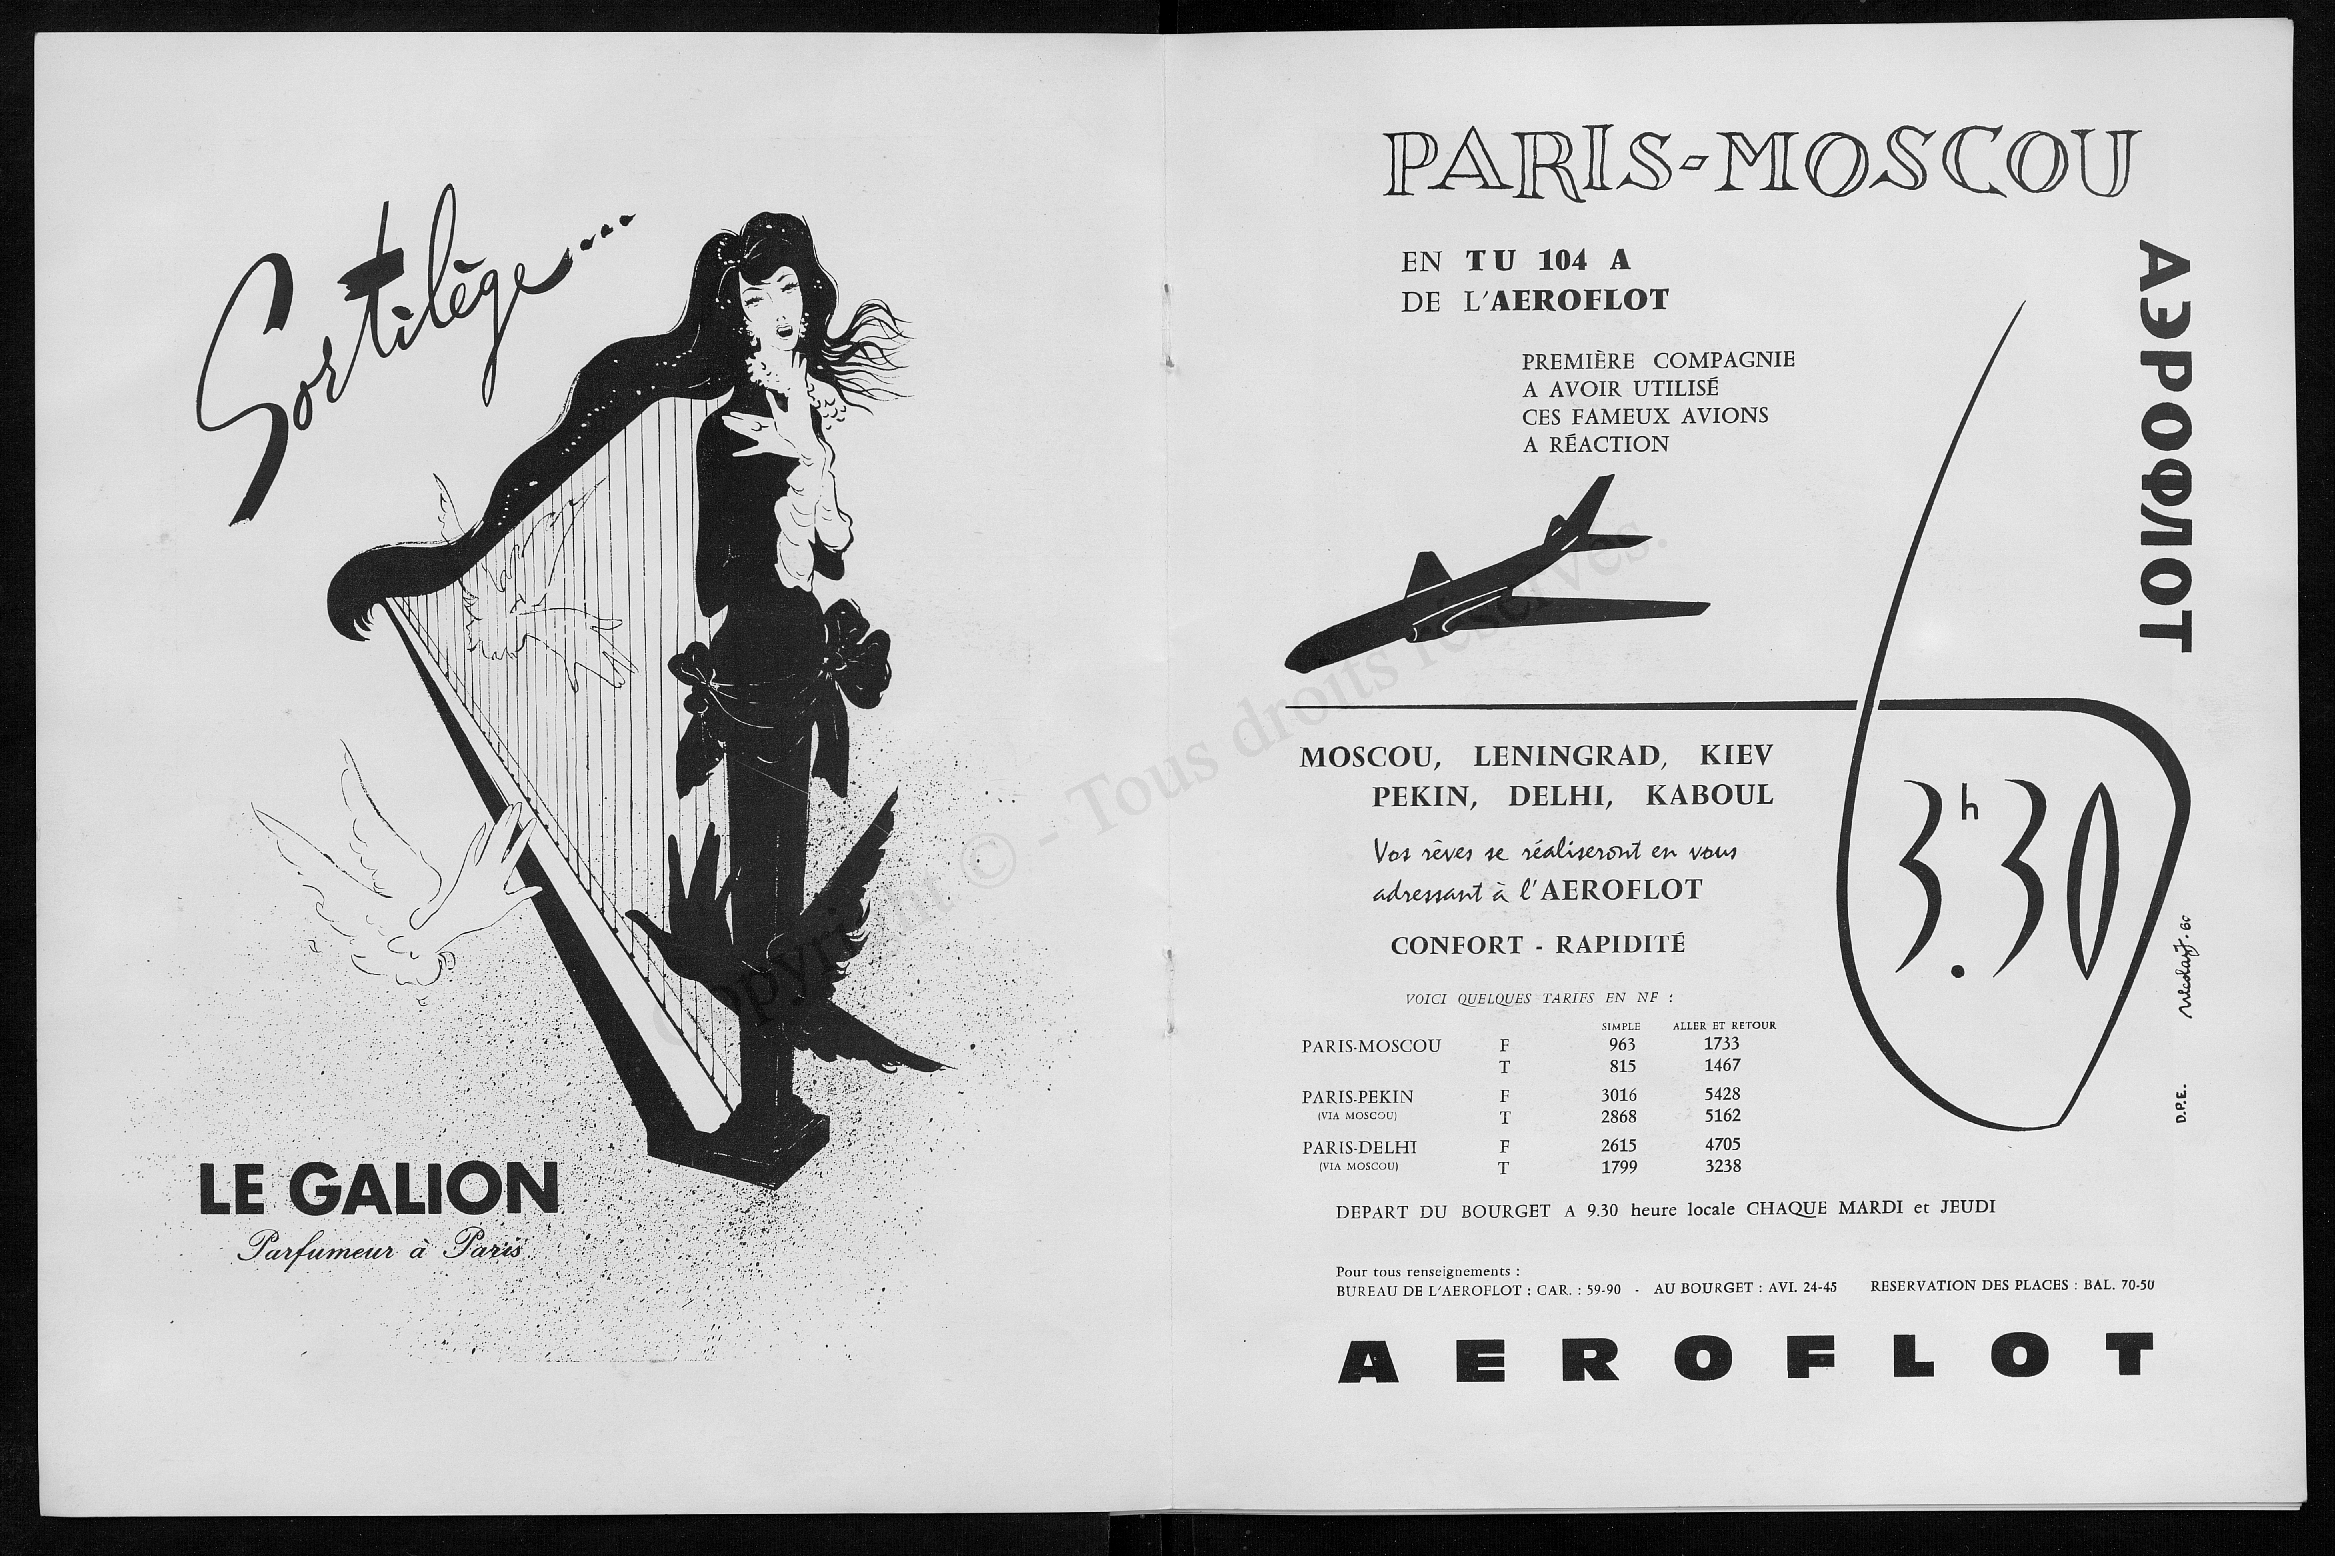 Sortilège....
LE GALION
Parfumeur à Paris
PARIS-MOSCOU
EN TU 104 A
DE L'AEROFLOT
PREMIÈRE COMPAGNIE
A AVOIR UTILISÉ
CES FAMEUX AVIONS
A RÉACTION
АЭРОФЛОТ
MOSCOU, LENINGRAD, KIEV
PEKIN, DELHI, KABOUL
Vos rêves se réaliseront en vous
adressant à l'AEROFLOT
CONFORT - RAPIDITÉ
3h.30
VOICI QUELQUES TARIFS EN NF :
SIMPLE ALLER ET RETOUR
PARIS-MOSCOU F 963 1733
T 815 1467
PARIS-PEKIN F 3016 5428
(VIA MOSCOU) T 2868 5162
PARIS-DELHI F 2615 4705
(VIA MOSCOU) T 1799 3238
D.P.E.
DEPART DU BOURGET A 9.30 heure locale CHAQUE MARDI et JEUDI
Pour tous renseignements :
BUREAU DE L'AEROFLOT : CAR. : 59-90 - AU BOURGET : AVI. 24-45 RESERVATION DES PLACES : BAL. 70-50
AEROFLOT
Copyright © - Tous droits réservés.